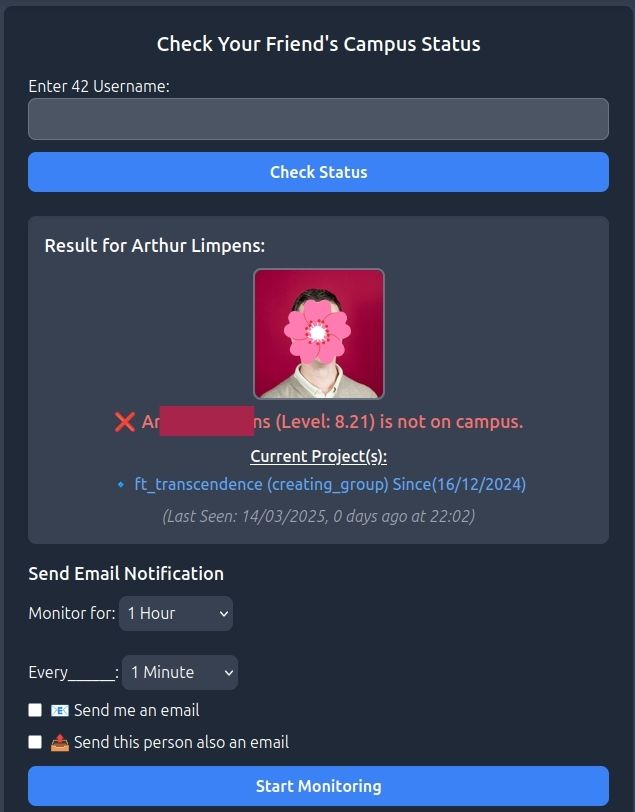 Check Your Friend's Campus Status
Enter 42 Username:
Check Status
Result for Arthur Limpens:
❌ Ar ns (Level: 8.21) is not on campus.
Current Project(s):
🔹 ft_transcendence (creating_group) Since(16/12/2024)
(Last Seen: 14/03/2025, 0 days ago at 22:02)
Send Email Notification
Monitor for: 1 Hour
Every______: 1 Minute
📧 Send me an email
📤 Send this person also an email
Start Monitoring